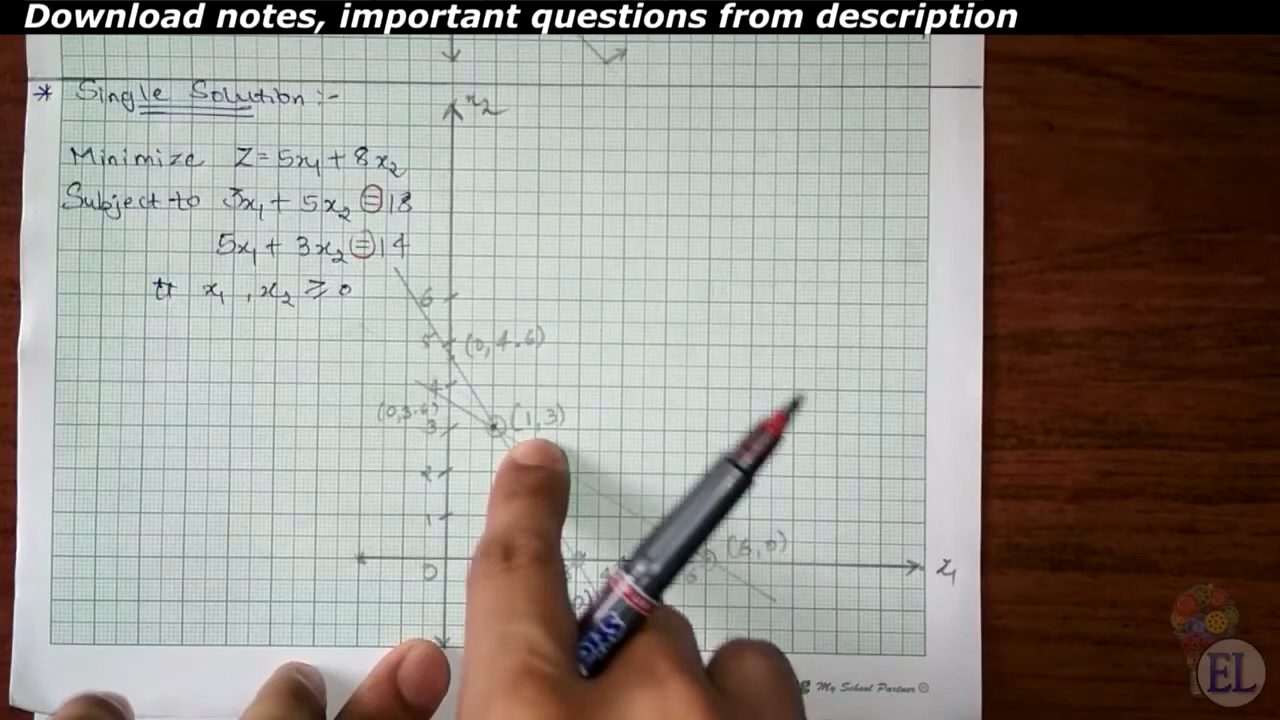 Download notes, important questions from description
* Single Solution :-
x₂
Minimize Z = 5x₁ + 8x₂
Subject to 3x₁ + 5x₂ = 18
5x₁ + 3x₂ = 14
x₁, x₂ ≥ 0
6
5 (0, 4.6)
4
(0,3.6) (1,3)
3
2
1
(6,0)
0 x₁
My School Partner
EL